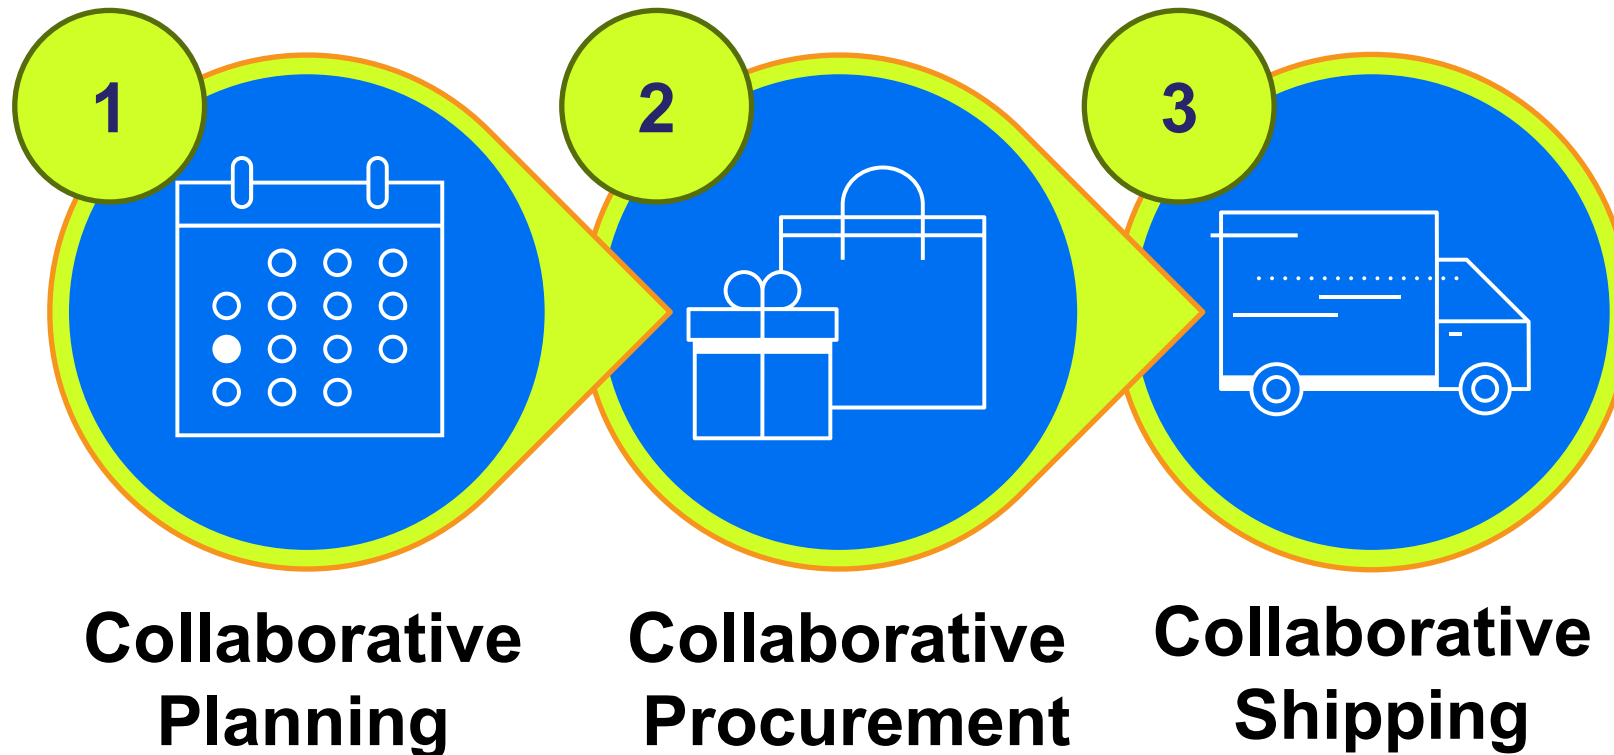 1
2
3
Collaborative
Planning
Collaborative
Procurement
Collaborative
Shipping